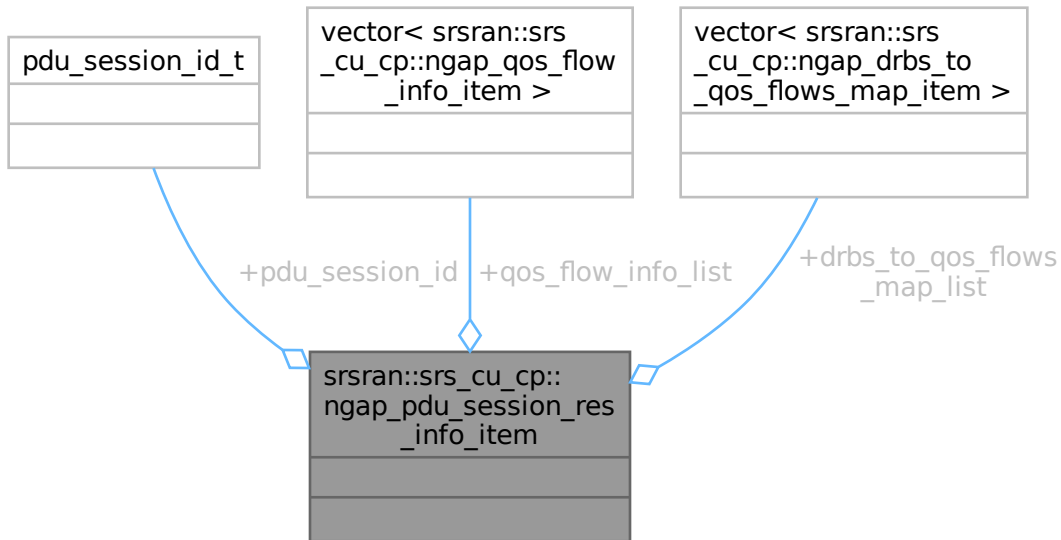 pdu_session_id_t
vector< srsran::srs
_cu_cp::ngap_qos_flow
_info_item >
vector< srsran::srs
_cu_cp::ngap_drbs_to
_qos_flows_map_item >
+pdu_session_id
+qos_flow_info_list
+drbs_to_qos_flows
_map_list
srsran::srs_cu_cp::
ngap_pdu_session_res
_info_item